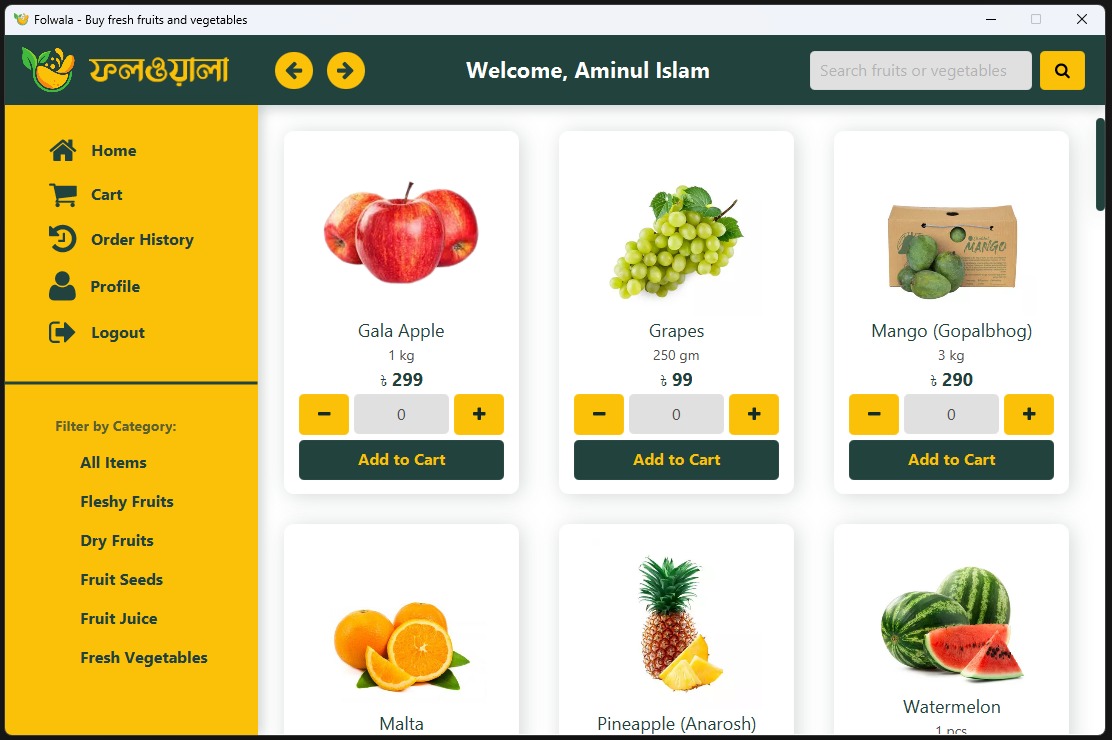 Folwala - Buy fresh fruits and vegetables
ফলওয়ালা
Welcome, Aminul Islam
Search fruits or vegetables
Home
Cart
Order History
Profile
Logout
Filter by Category:
All Items
Fleshy Fruits
Dry Fruits
Fruit Seeds
Fruit Juice
Fresh Vegetables
Gala Apple
1 kg
৳ 299
0
Add to Cart
Grapes
250 gm
৳ 99
0
Add to Cart
MANGO
Mango (Gopalbhog)
3 kg
৳ 290
0
Add to Cart
Malta
Pineapple (Anarosh)
Watermelon
1 pcs